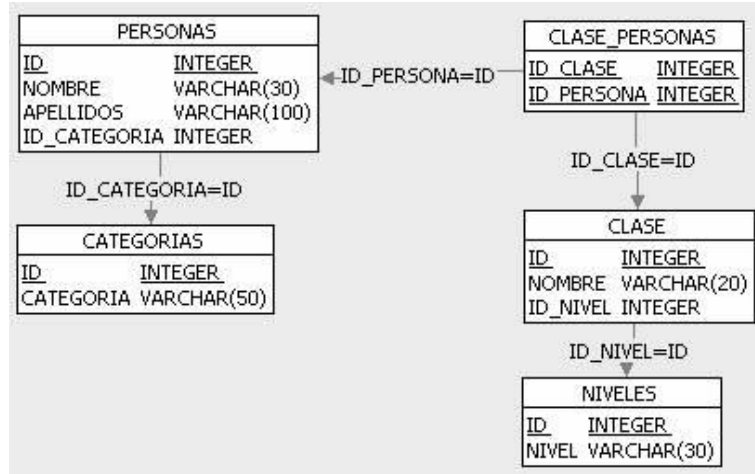 PERSONAS
ID INTEGER
NOMBRE VARCHAR(30)
APELLIDOS VARCHAR(100)
ID_CATEGORIA INTEGER
ID_PERSONA=ID
CLASE_PERSONAS
ID_CLASE INTEGER
ID_PERSONA INTEGER
ID_CATEGORIA=ID
ID_CLASE=ID
CATEGORIAS
ID INTEGER
CATEGORIA VARCHAR(50)
CLASE
ID INTEGER
NOMBRE VARCHAR(20)
ID_NIVEL INTEGER
ID_NIVEL=ID
NIVELES
ID INTEGER
NIVEL VARCHAR(30)